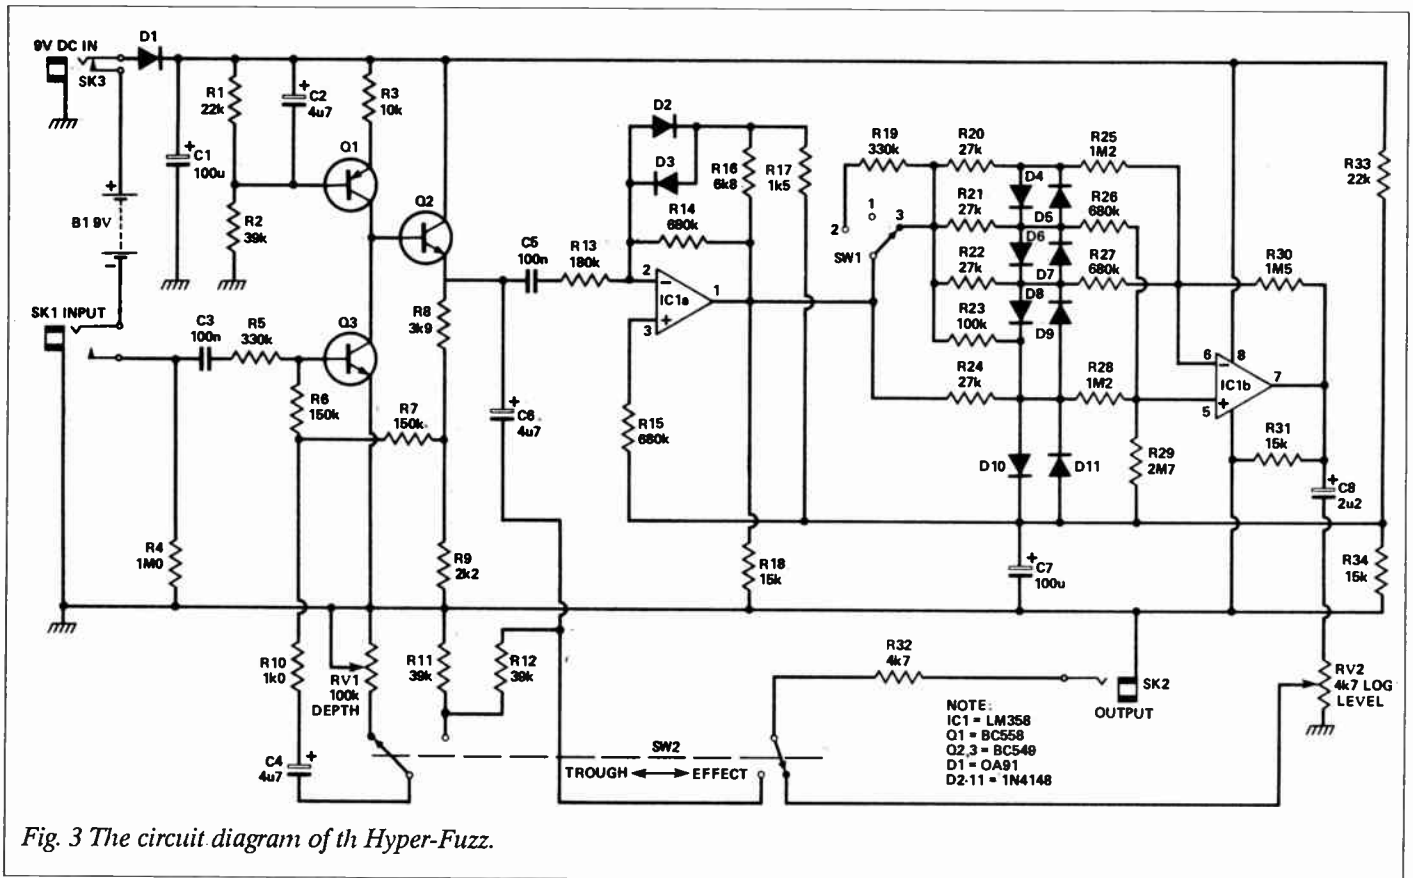 9V DC IN
SK3
D1
R1
22k
C2
4u7
R3
10k
C1
100u
Q1
Q2
R2
39k
B1 9V
SK1 INPUT
C3
100n
R5
330k
Q3
R8
3k9
R6
150k
R7
150k
C6
4u7
R4
1M0
R9
2k2
R10
1k0
RV1
100k
DEPTH
R11
39k
R12
39k
C4
4u7
C5
100n
R13
180k
D2
D3
R14
680k
R16
6k8
R17
1k5
2
3
1
IC1a
R15
680k
R18
15k
R19
330k
2
1
3
SW1
R20
27k
R21
27k
R22
27k
R23
100k
R24
27k
D4
D5
D6
D7
D8
D9
D10
D11
R25
1M2
R26
680k
R27
680k
R28
1M2
R29
2M7
R30
1M5
6
8
7
5
IC1b
R31
15k
R33
22k
C8
2u2
R34
15k
C7
100u
R32
4k7
SK2
OUTPUT
RV2
4k7 LOG
LEVEL
SW2
TROUGH
EFFECT
NOTE:
IC1 = LM358
Q1 = BC558
Q2,3 = BC549
D1 = OA91
D2-11 = 1N4148
Fig. 3 The circuit diagram of th Hyper-Fuzz.